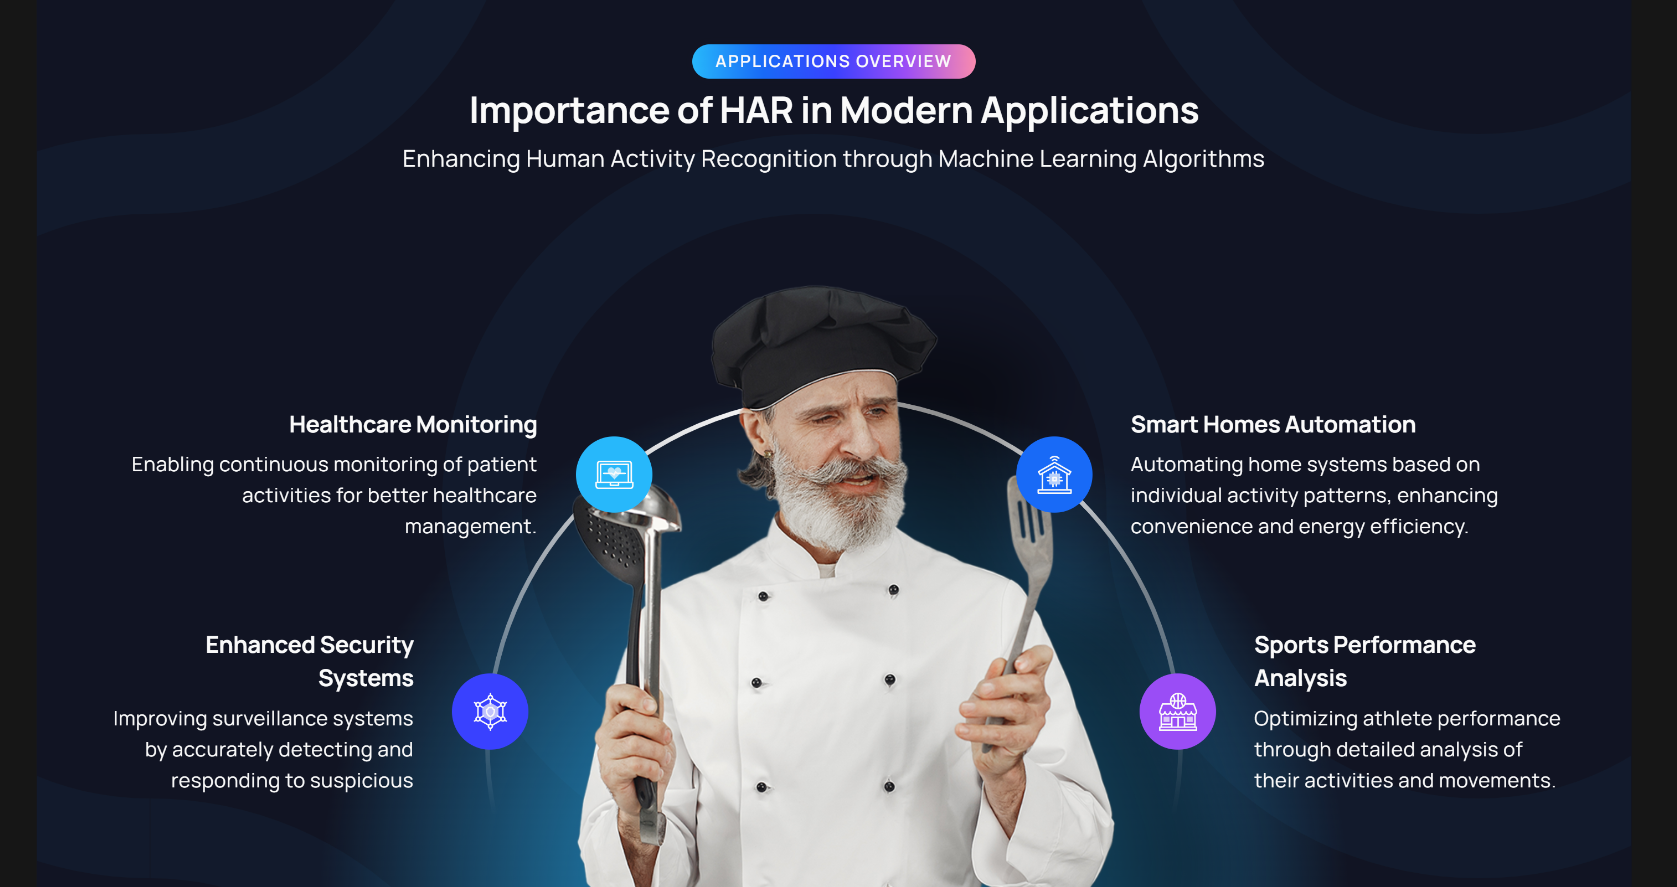 APPLICATIONS OVERVIEW
Importance of HAR in Modern Applications
Enhancing Human Activity Recognition through Machine Learning Algorithms
Healthcare Monitoring
Enabling continuous monitoring of patient
activities for better healthcare
management.
Smart Homes Automation
Automating home systems based on
individual activity patterns, enhancing
convenience and energy efficiency.
Enhanced Security
Systems
Improving surveillance systems
by accurately detecting and
responding to suspicious
Sports Performance
Analysis
Optimizing athlete performance
through detailed analysis of
their activities and movements.